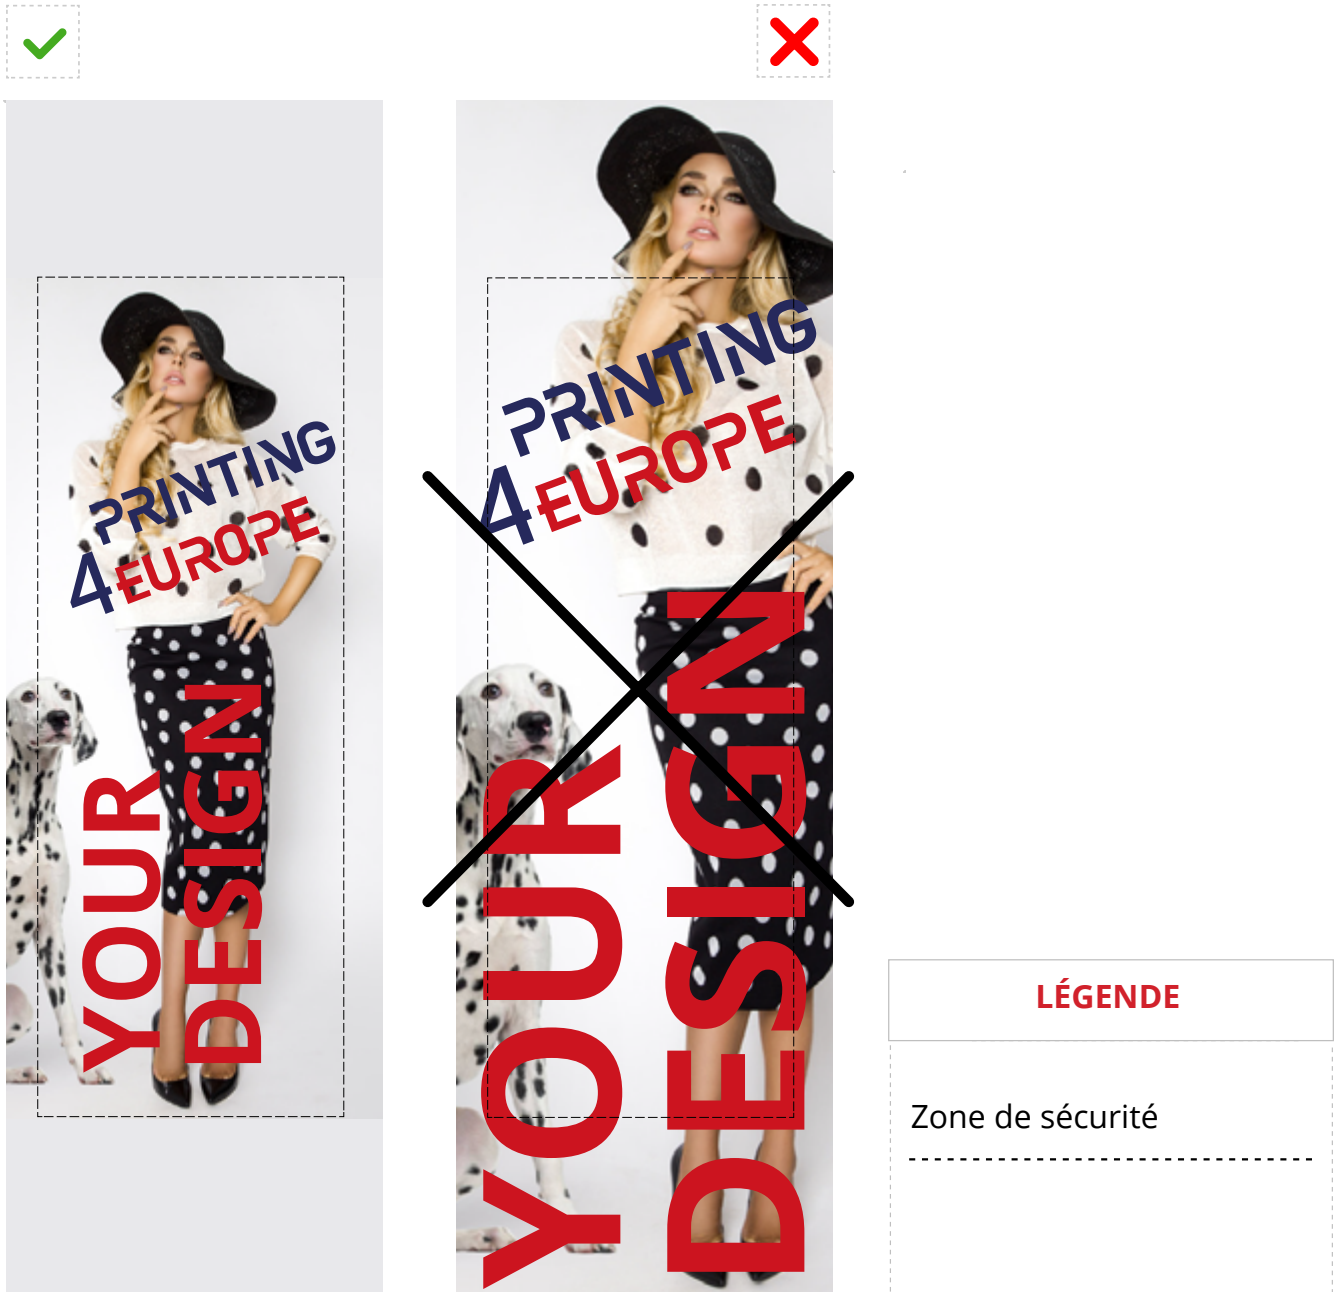 PRINTING
4EUROPE
YOUR
DESIGN
PRINTING
4EUROPE
YOUR
DESIGN
LÉGENDE
Zone de sécurité